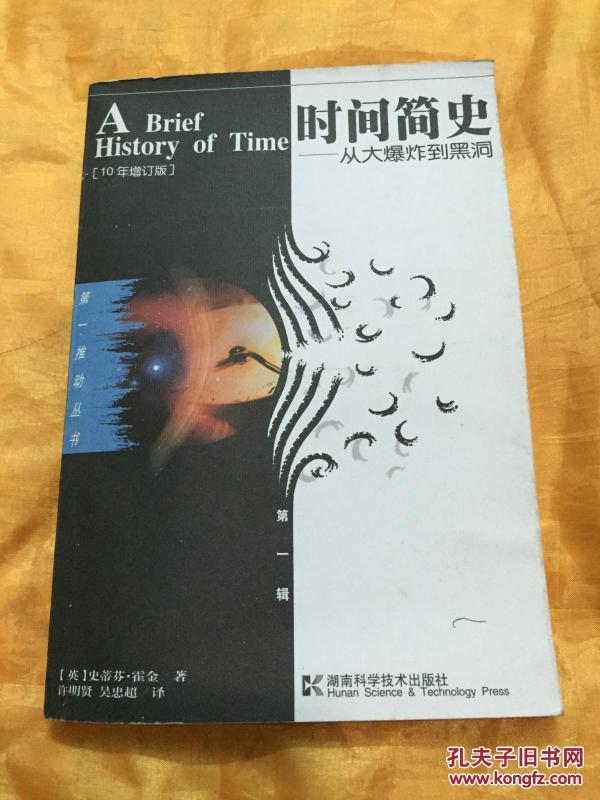 A Brief
History of Time
[10年增订版]
时间简史
——从大爆炸到黑洞
第一推动丛书
第一辑
【英】史蒂芬·霍金 著
许明贤 吴忠超 译
湖南科学技术出版社
Hunan Science & Technology Press
孔夫子旧书网
www.kongfz.com